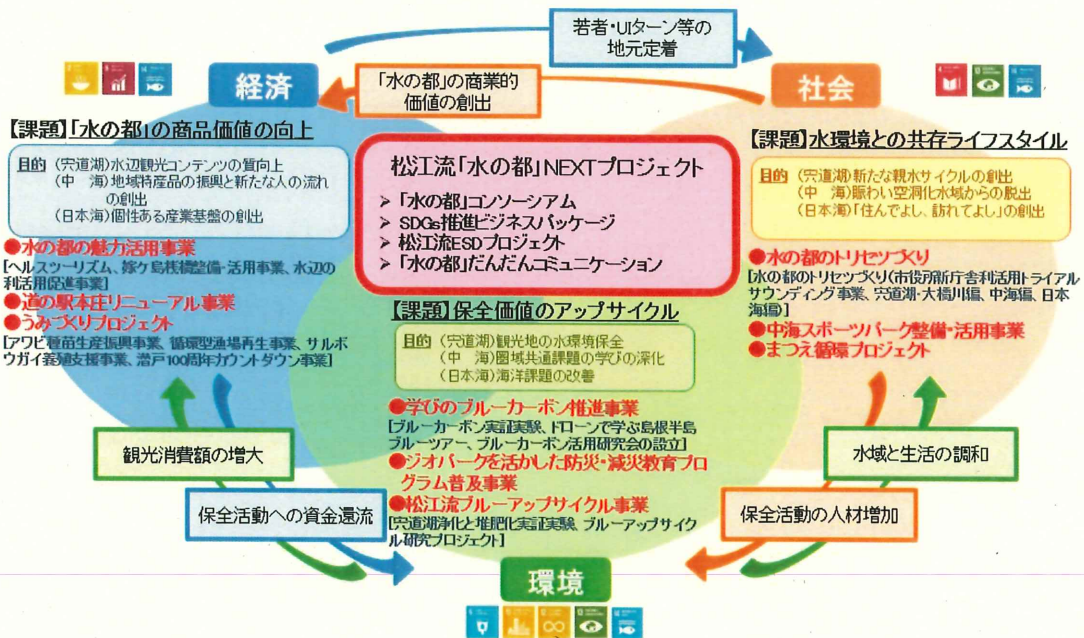 若者・UIターン等の
地元定着
経済
「水の都」の商業的
価値の創出
社会
【課題】「水の都」の商品価値の向上
目的 (宍道湖)水辺観光コンテンツの質向上
(中　海)地域特産品の振興と新たな人の流れ
の創出
(日本海)個性ある産業基盤の創出
●水の都の魅力活用事業
[ヘルスツーリズム、嫁ケ島桟橋整備・活用事業、水辺の
利活用促進事業]
●道の駅本庄リニューアル事業
●うみづくりプロジェクト
[アワビ種苗生産振興事業、循環型漁場再生事業、サルボ
ウガイ養殖支援事業、潜戸100周年カウントダウン事業]
松江流「水の都」NEXTプロジェクト
➢ 「水の都」コンソーシアム
➢ SDGs推進ビジネスパッケージ
➢ 松江流ESDプロジェクト
➢ 「水の都」だんだんコミュニケーション
【課題】水環境との共存ライフスタイル
目的 (宍道湖)新たな親水サイクルの創出
(中　海)賑わい空洞化水域からの脱出
(日本海)「住んでよし、訪れてよし」の創出
●水の都のトリセツづくり
[水の都のトリセツづくり(市役所新庁舎利活用トライアル
サウンディング事業、宍道湖・大橋川編、中海編、日本
海編)]
●中海スポーツパーク整備・活用事業
●まつえ循環プロジェクト
【課題】保全価値のアップサイクル
目的 (宍道湖)観光地の水環境保全
(中　海)圏域共通課題の学びの深化
(日本海)海洋課題の改善
●学びのブルーカーボン推進事業
[ブルーカーボン実証実験、ドローンで学ぶ島根半島
ブルーツアー、ブルーカーボン活用研究会の設立]
●ジオパークを活かした防災・減災教育プロ
グラム普及事業
●松江流ブルーアップサイクル事業
[宍道湖浄化と堆肥化実証実験、ブルーアップサイク
ル研究プロジェクト]
観光消費額の増大
保全活動への資金還流
水域と生活の調和
保全活動の人材増加
環境